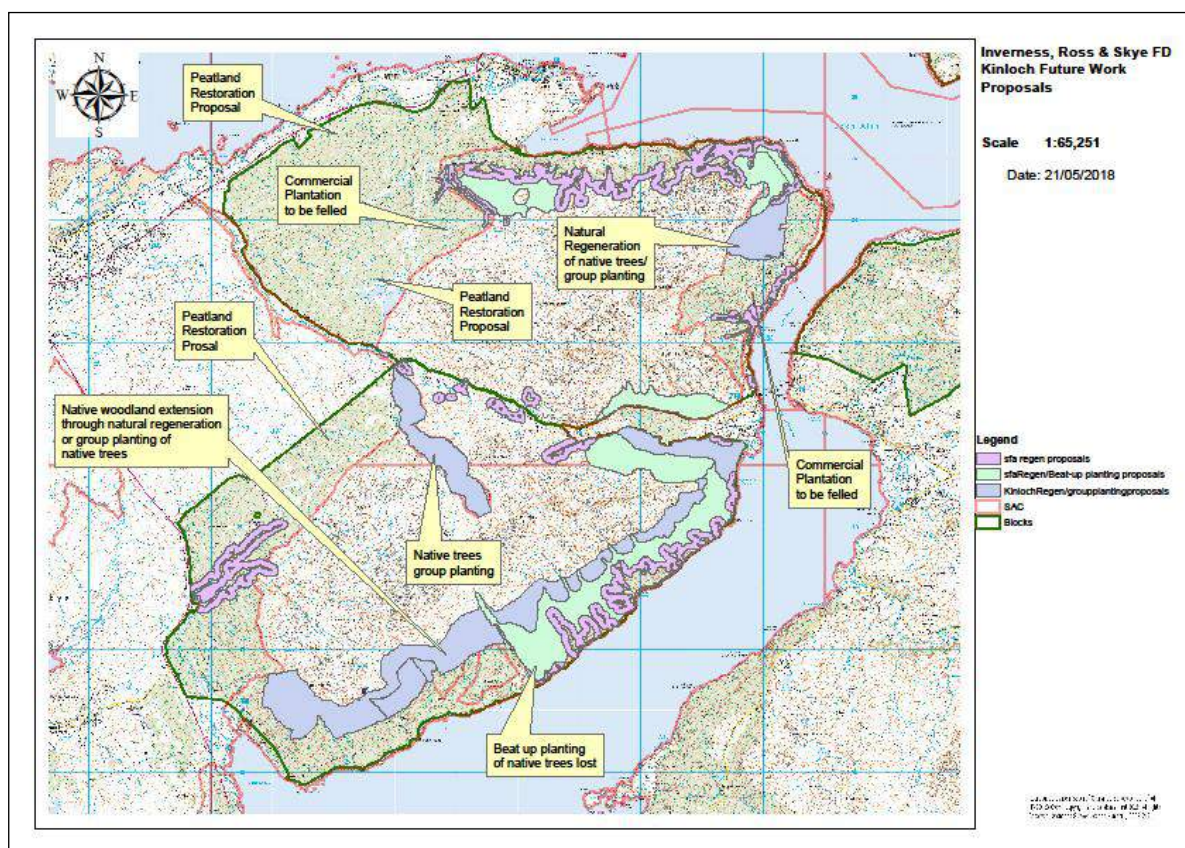 N
W
E
S
Peatland
Restoration
Proposal
Commercial
Plantation
to be felled
Natural
Regeneration
of native trees/
group planting
Peatland
Restoration
Proposal
Peatland
Restoration
Prosal
Native woodland extension
through natural regeneration
or group planting of
native trees
Commercial
Plantation
to be felled
Native trees
group planting
Beat up planting
of native trees lost
Inverness, Ross & Skye FD
Kinloch Future Work
Proposals
Scale 1:65,251
Date: 21/05/2018
Legend
sfa regen proposals
sfaRegen/Beat-up planting proposals
KinlochRegen/groupplantingproposals
SAC
Blocks